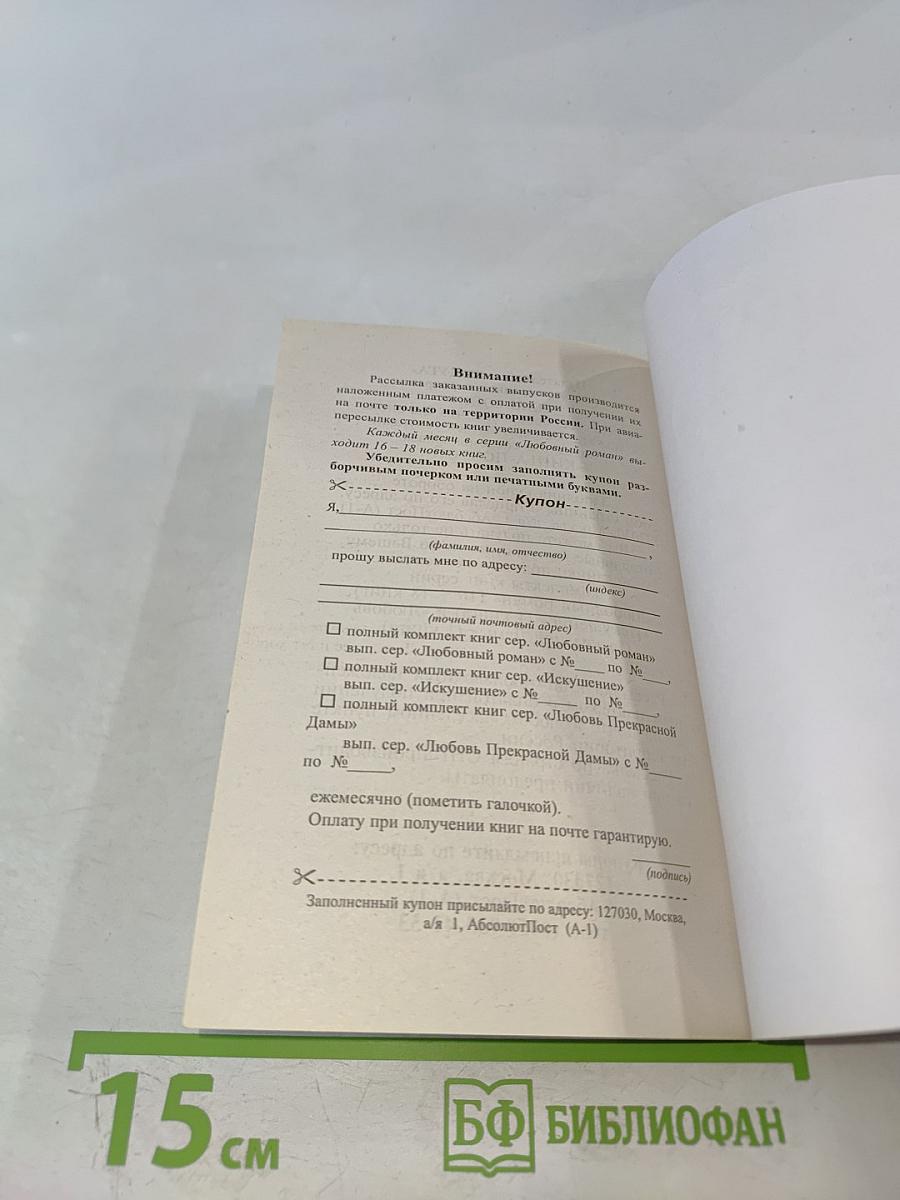 Внимание!
Рассылка заказанных выпусков производится
наложенным платежом с оплатой при получении их
на почте только на территории России. При авиа-
пересылке стоимость книг увеличивается.
Каждый месяц в серии «Любовный роман» вы-
ходит 16 – 18 новых книг.
Убедительно просим заполнять купон раз-
борчивым почерком или печатными буквами.
Купон
Я,
,
(фамилия, имя, отчество)
прошу выслать мне по адресу:
(индекс)
(точный почтовый адрес)
☐ полный комплект книг сер. «Любовный роман»
вып. сер. «Любовный роман» с №____ по №____,
☐ полный комплект книг сер. «Искушение»
вып. сер. «Искушение» с №_____ по №_____,
☐ полный комплект книг сер. «Любовь Прекрасной
Дамы»
вып. сер. «Любовь Прекрасной Дамы» с №____
по №_____,
ежемесячно (пометить галочкой).
Оплату при получении книг на почте гарантирую.
(подпись)
Заполненный купон присылайте по адресу: 127030, Москва,
а/я 1, АбсолютПост (А-1)
15 см
БФ БИБЛИОФАН